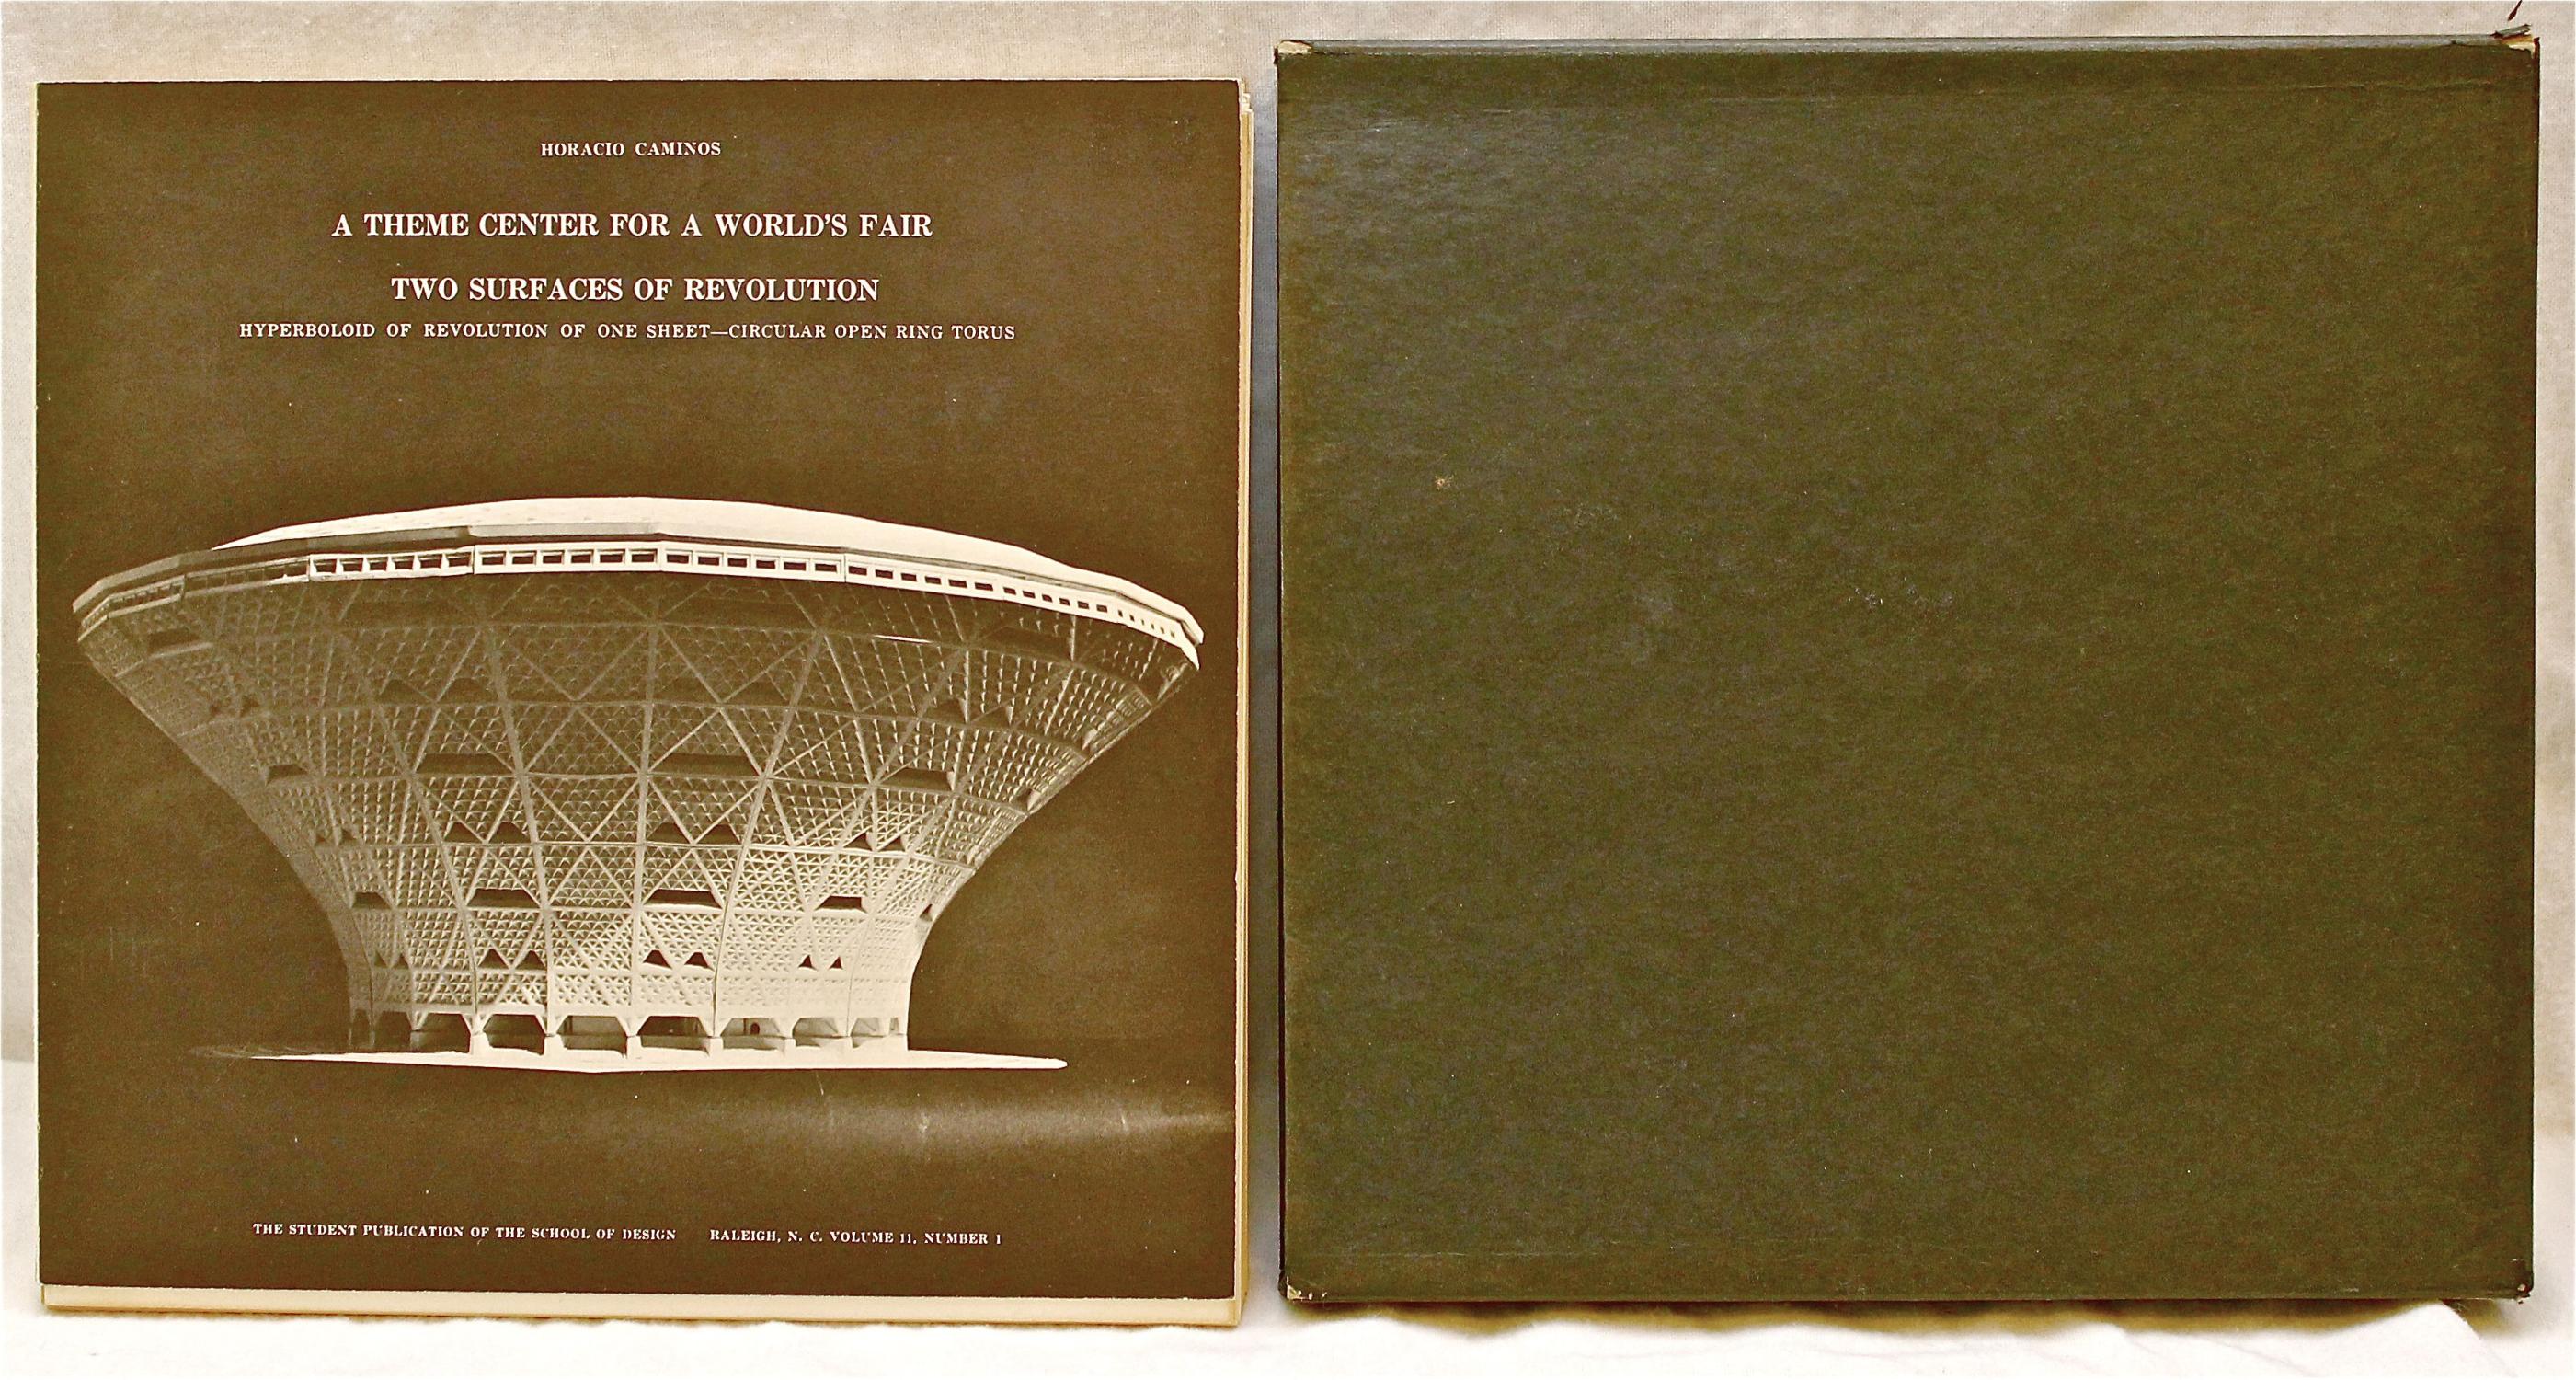 HORACIO CAMINOS
A THEME CENTER FOR A WORLD'S FAIR
TWO SURFACES OF REVOLUTION
HYPERBOLOID OF REVOLUTION OF ONE SHEET—CIRCULAR OPEN RING TORUS
THE STUDENT PUBLICATION OF THE SCHOOL OF DESIGN RALEIGH, N. C. VOLUME 11, NUMBER 1